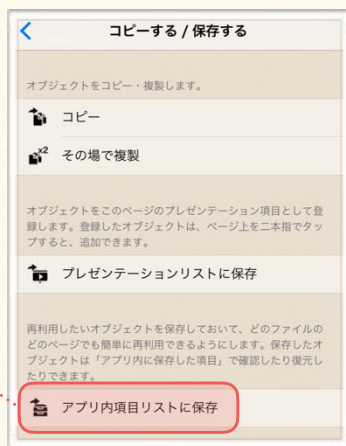 コピーする / 保存する
オブジェクトをコピー・複製します。
コピー
x2
その場で複製
オブジェクトをこのページのプレゼンテーション項目として登
録します。登録したオブジェクトは、ページ上を二本指でタッ
プすると、追加できます。
プレゼンテーションリストに保存
再利用したいオブジェクトを保存しておいて、どのファイルの
どのページでも簡単に再利用できるようにします。保存したオ
ブジェクトは「アプリ内に保存した項目」で確認したり復元し
たりできます。
アプリ内項目リストに保存